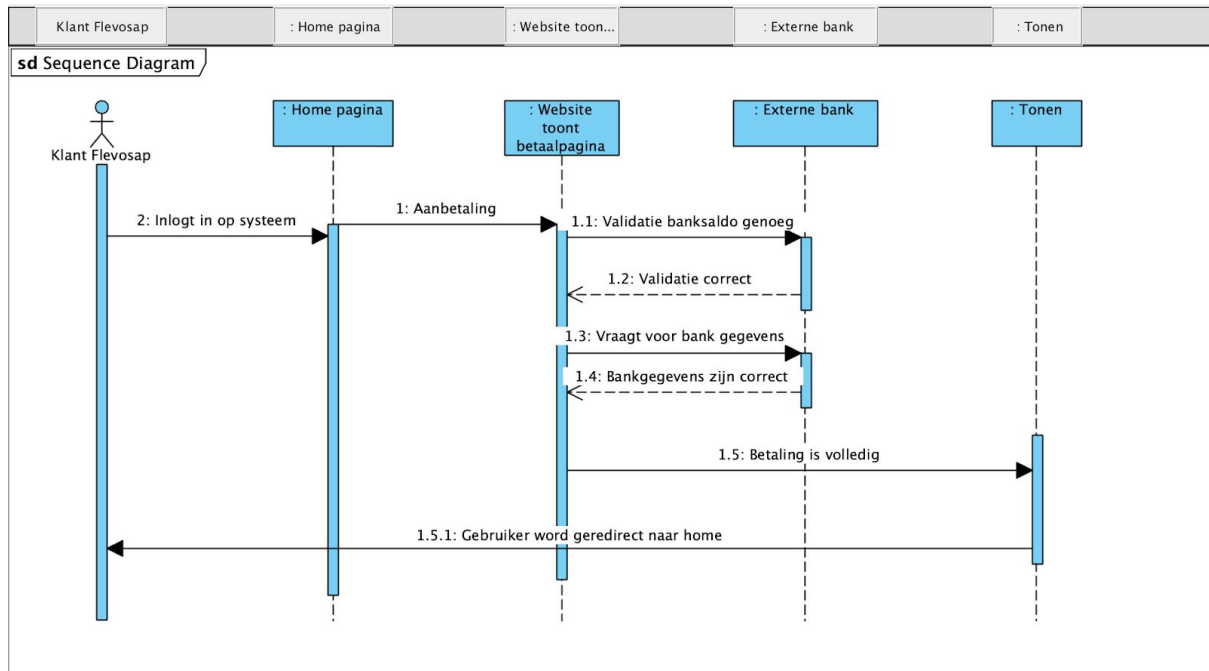 Klant Flevosap
: Home pagina
: Website toon...
: Externe bank
: Tonen
sd Sequence Diagram
Klant Flevosap
: Home pagina
: Website
toont
betaalpagina
: Externe bank
: Tonen
1: Aanbetaling
2: Inlogt in op systeem
1.1: Validatie banksaldo genoeg
1.2: Validatie correct
1.3: Vraagt voor bank gegevens
1.4: Bankgegevens zijn correct
1.5: Betaling is volledig
1.5.1: Gebruiker word geredirect naar home